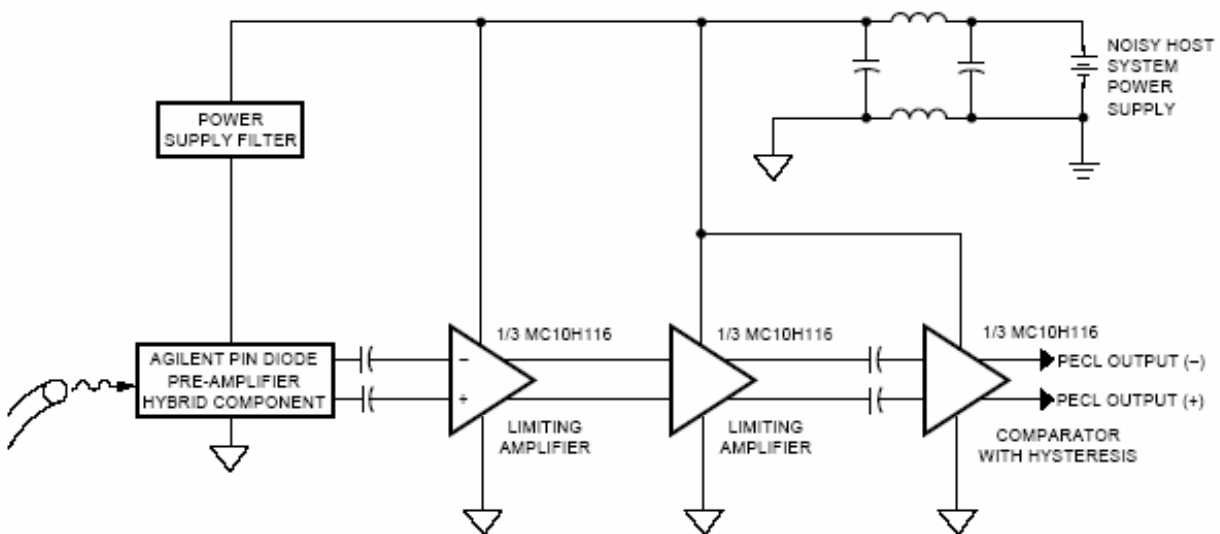 NOISY HOST
SYSTEM
POWER
SUPPLY
POWER
SUPPLY FILTER
1/3 MC10H116
1/3 MC10H116
1/3 MC10H116
AGILENT PIN DIODE
PRE-AMPLIFIER
HYBRID COMPONENT
–
+
PECL OUTPUT (–)
PECL OUTPUT (+)
LIMITING
AMPLIFIER
LIMITING
AMPLIFIER
COMPARATOR
WITH HYSTERESIS